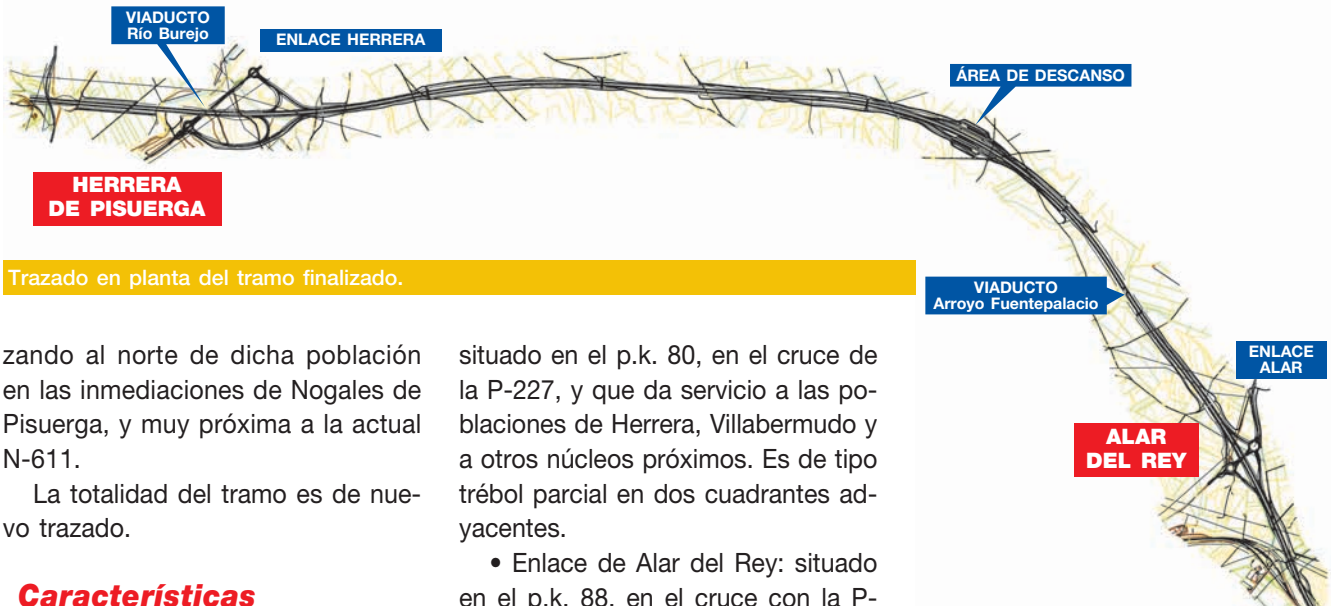 VIADUCTO
Río Burejo
ENLACE HERRERA
ÁREA DE DESCANSO
HERRERA
DE PISUERGA
Trazado en planta del tramo finalizado.
VIADUCTO
Arroyo Fuentepalacio
ENLACE
ALAR
ALAR
DEL REY
zando al norte de dicha población
en las inmediaciones de Nogales de
Pisuerga, y muy próxima a la actual
N-611.
La totalidad del tramo es de nue-
vo trazado.
Características
situado en el p.k. 80, en el cruce de
la P-227, y que da servicio a las po-
blaciones de Herrera, Villabermudo y
a otros núcleos próximos. Es de tipo
trébol parcial en dos cuadrantes ad-
yacentes.
• Enlace de Alar del Rey: situado
en el p.k. 88, en el cruce con la P-